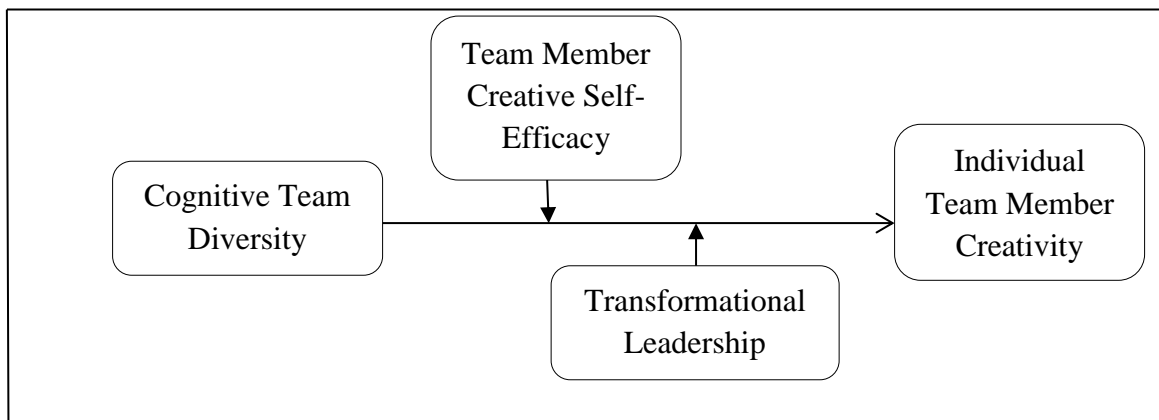 Team Member
Creative Self-
Efficacy
Cognitive Team
Diversity
Individual
Team Member
Creativity
Transformational
Leadership